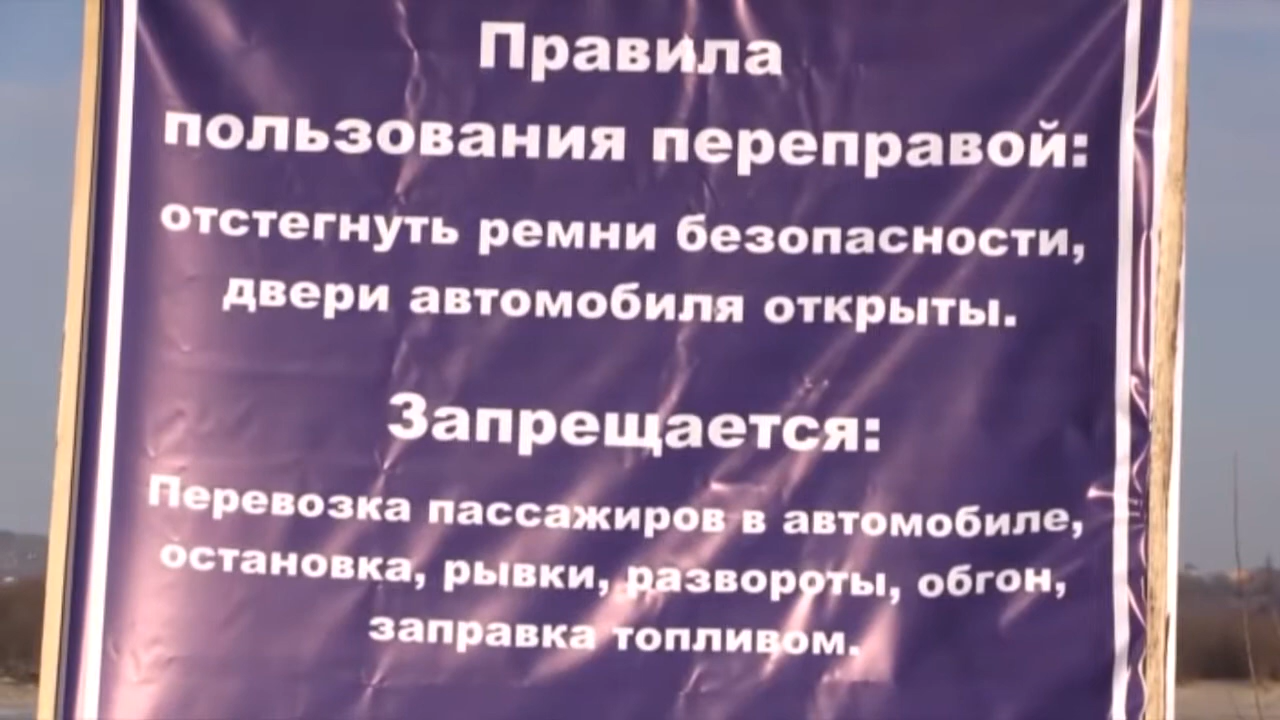 Правила
пользования переправой:
отстегнуть ремни безопасности,
двери автомобиля открыты.
Запрещается:
Перевозка пассажиров в автомобиле,
остановка, рывки, развороты, обгон,
заправка топливом.